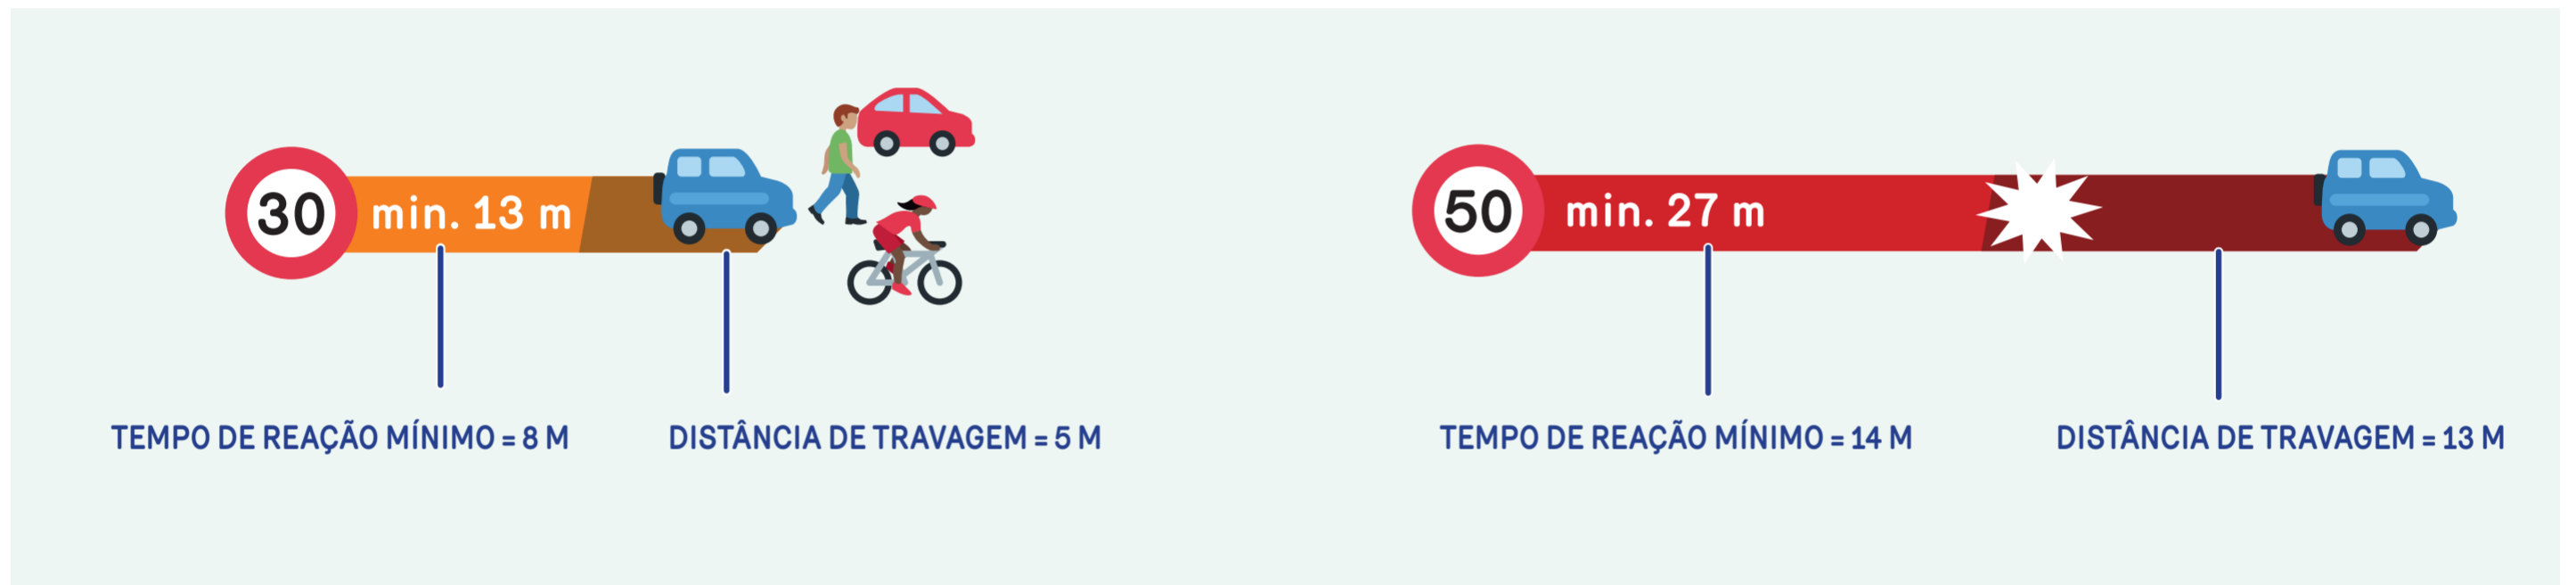 30
min. 13 m
TEMPO DE REAÇÃO MÍNIMO = 8 M
DISTÂNCIA DE TRAVAGEM = 5 M
50
min. 27 m
TEMPO DE REAÇÃO MÍNIMO = 14 M
DISTÂNCIA DE TRAVAGEM = 13 M